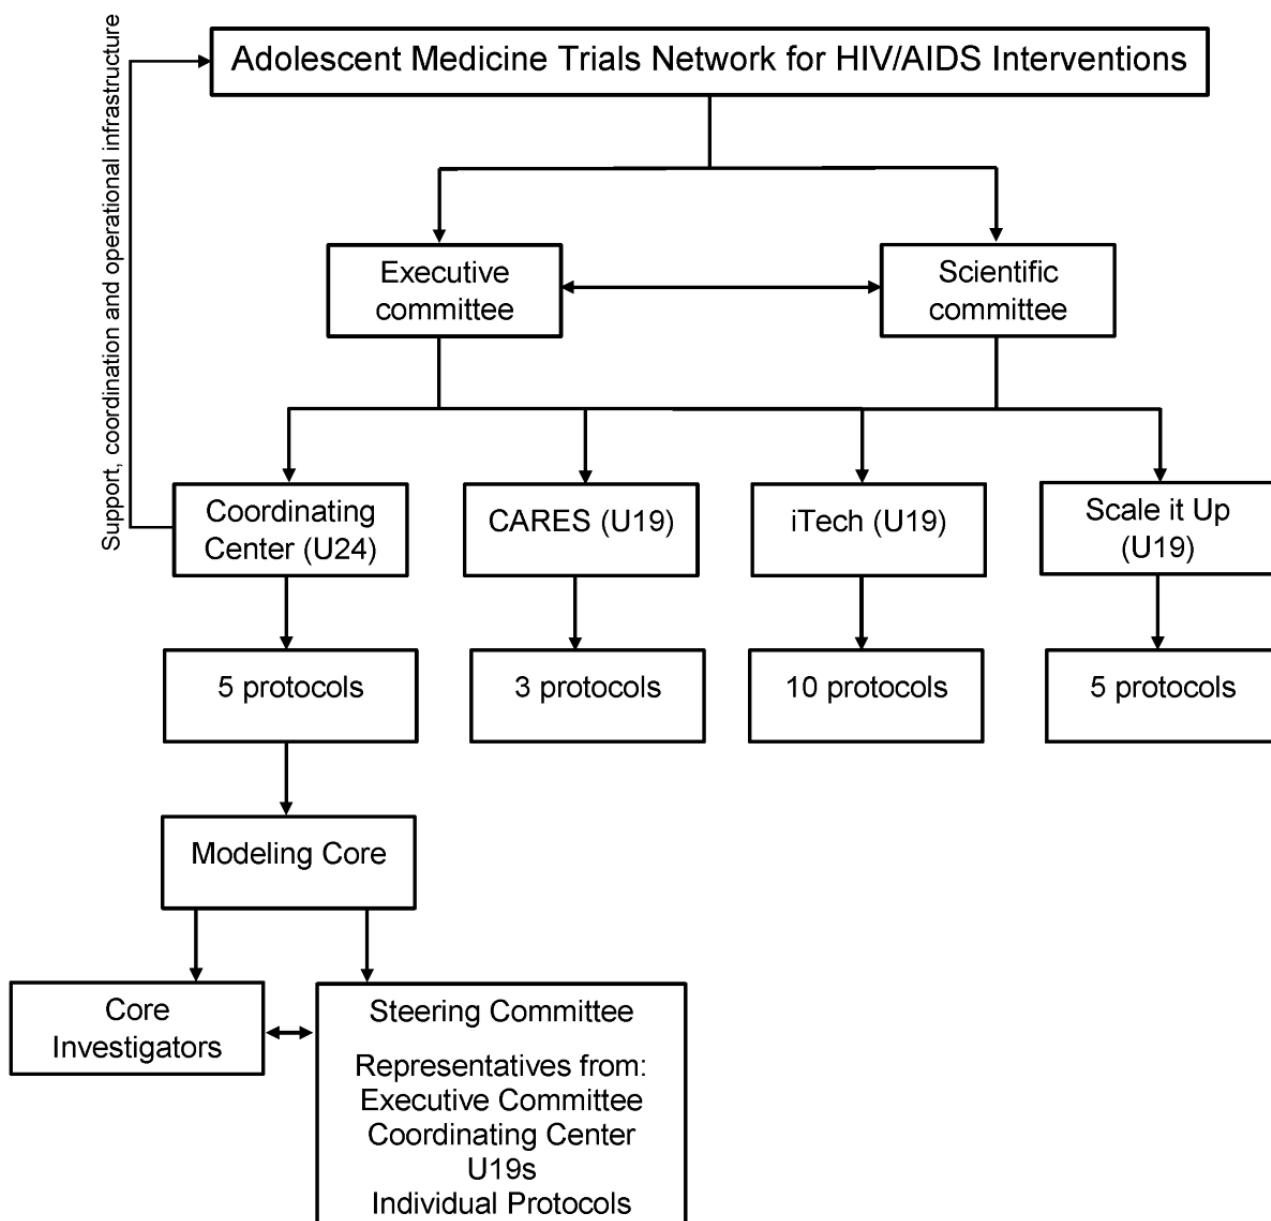 Adolescent Medicine Trials Network for HIV/AIDS Interventions
Support, coordination and operational infrastructure
Executive
committee
Scientific
committee
Coordinating
Center (U24)
CARES (U19)
iTech (U19)
Scale it Up
(U19)
5 protocols
3 protocols
10 protocols
5 protocols
Modeling Core
Core
Investigators
Steering Committee
Representatives from:
Executive Committee
Coordinating Center
U19s
Individual Protocols